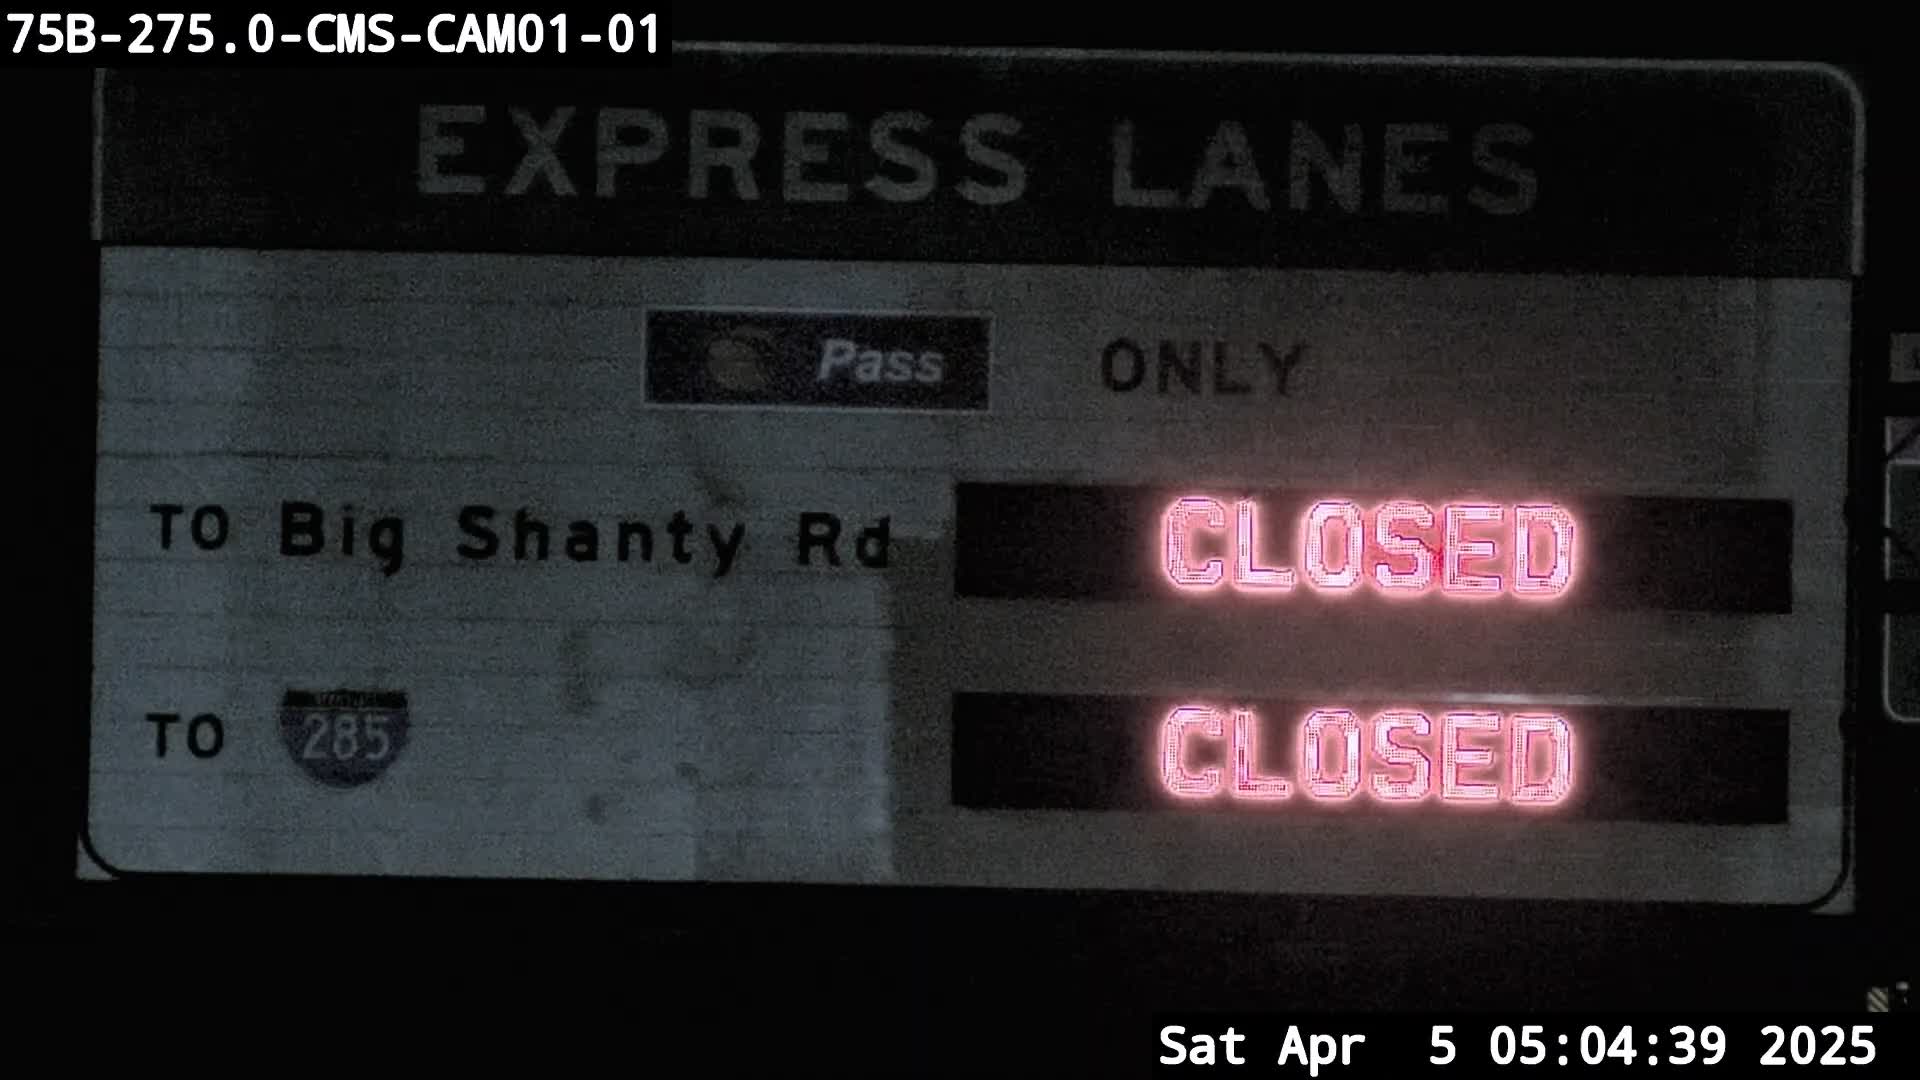 75B-275.0-CMS-CAM01-01
EXPRESS LANES
Pass ONLY
TO Big Shanty Rd CLOSED
TO 285 CLOSED
Sat Apr 5 05:04:39 2025